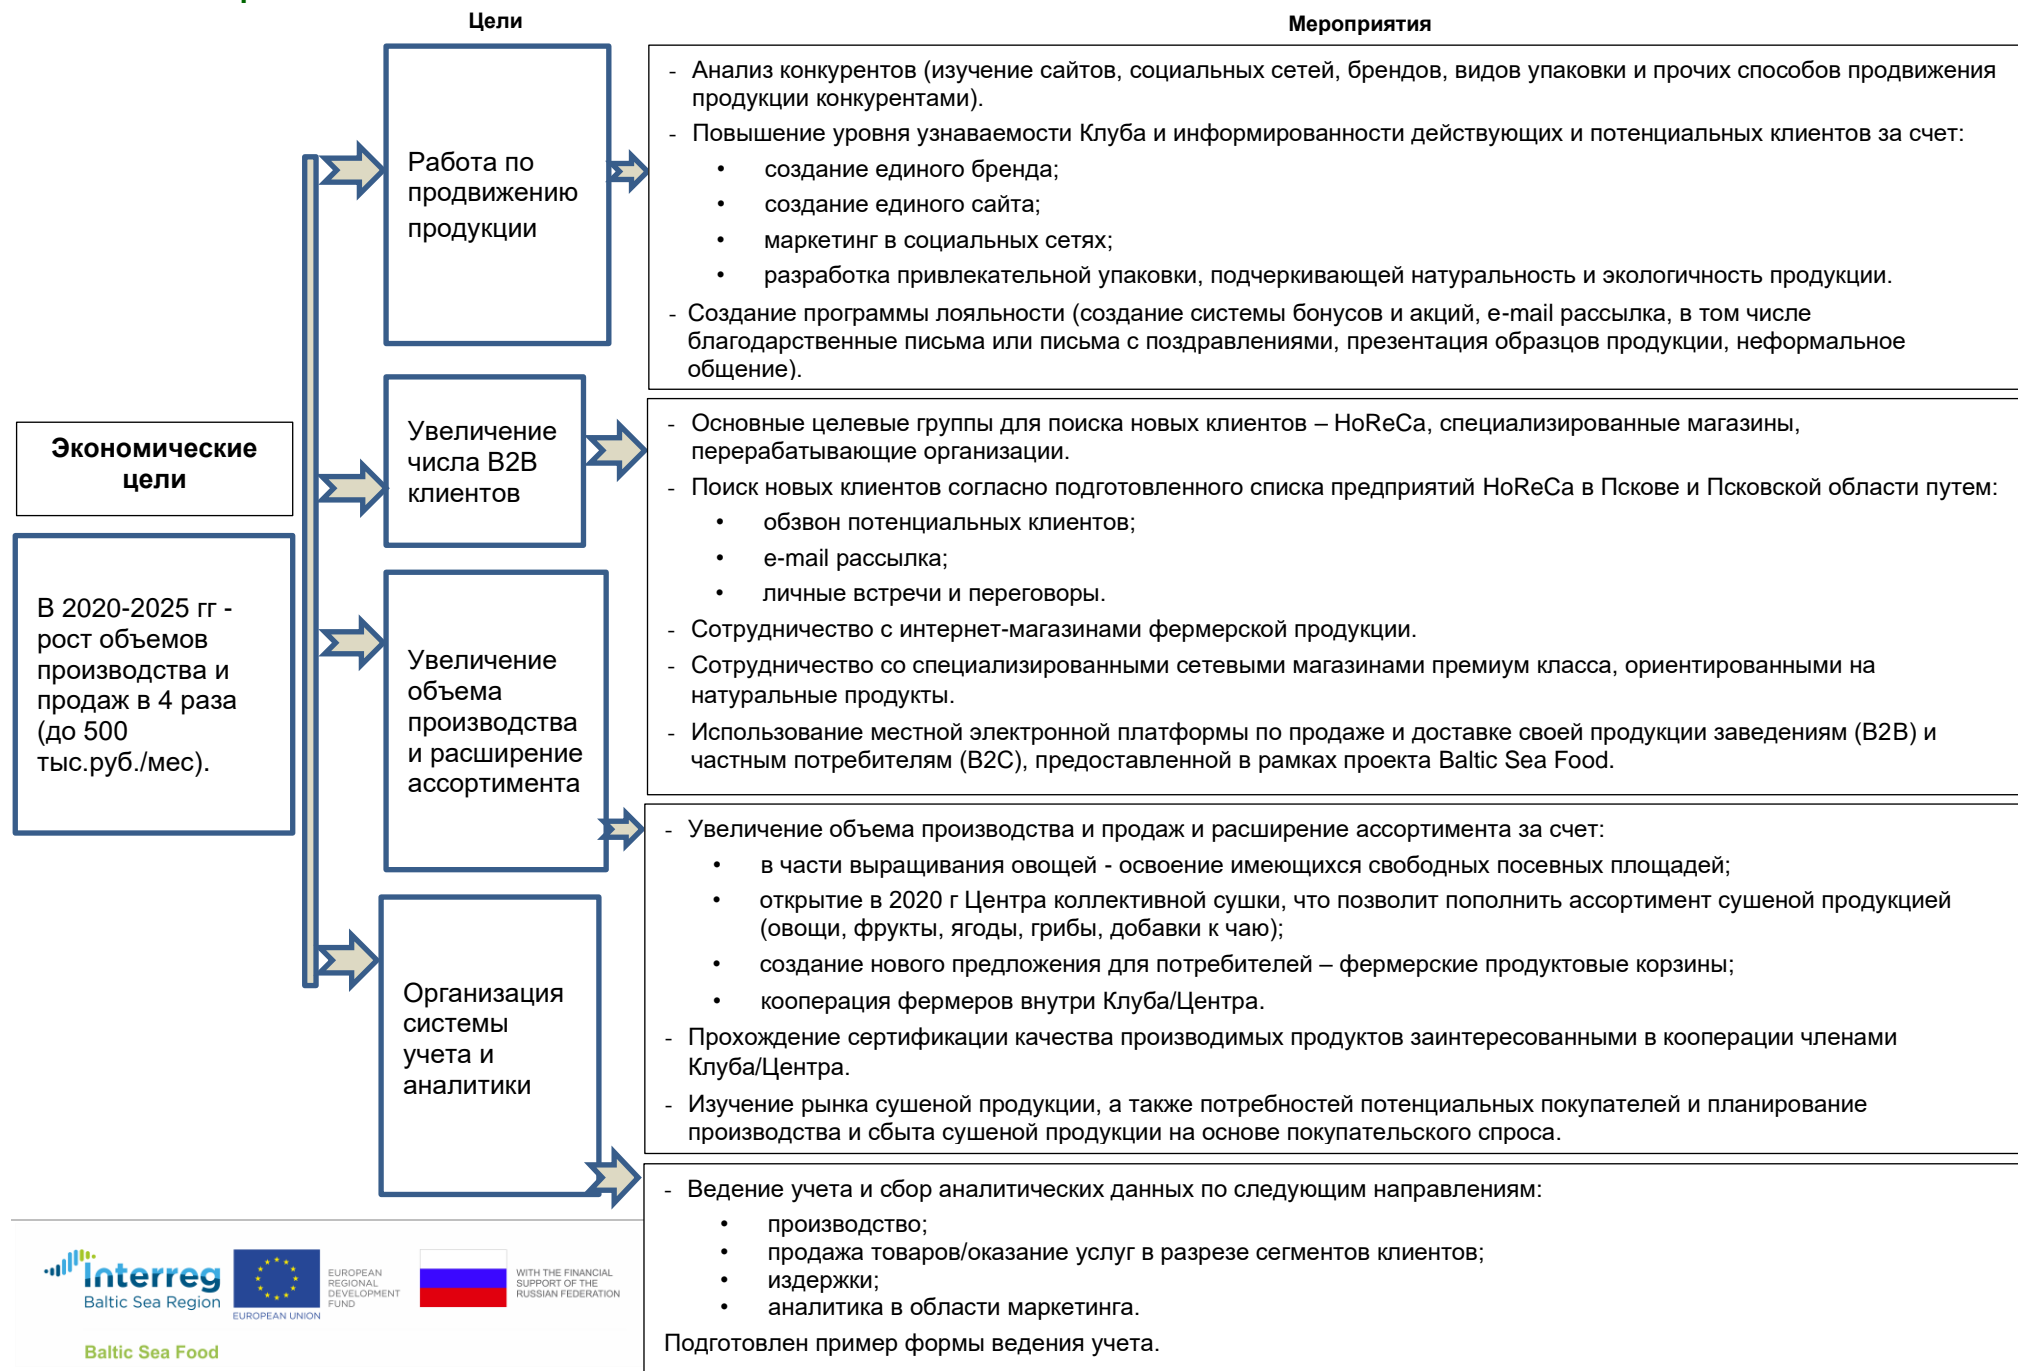 Цели
Мероприятия
Экономические
цели
В 2020-2025 гг -
рост объемов
производства и
продаж в 4 раза
(до 500
тыс.руб./мес).
Работа по
продвижению
продукции
- Анализ конкурентов (изучение сайтов, социальных сетей, брендов, видов упаковки и прочих способов продвижения
продукции конкурентами).
- Повышение уровня узнаваемости Клуба и информированности действующих и потенциальных клиентов за счет:
• создание единого бренда;
• создание единого сайта;
• маркетинг в социальных сетях;
• разработка привлекательной упаковки, подчеркивающей натуральность и экологичность продукции.
- Создание программы лояльности (создание системы бонусов и акций, e-mail рассылка, в том числе
благодарственные письма или письма с поздравлениями, презентация образцов продукции, неформальное
общение).
Увеличение
числа B2B
клиентов
- Основные целевые группы для поиска новых клиентов – HoReCa, специализированные магазины,
перерабатывающие организации.
- Поиск новых клиентов согласно подготовленного списка предприятий HoReCa в Пскове и Псковской области путем:
• обзвон потенциальных клиентов;
• e-mail рассылка;
• личные встречи и переговоры.
- Сотрудничество с интернет-магазинами фермерской продукции.
- Сотрудничество со специализированными сетевыми магазинами премиум класса, ориентированными на
натуральные продукты.
- Использование местной электронной платформы по продаже и доставке своей продукции заведениям (B2B) и
частным потребителям (B2C), предоставленной в рамках проекта Baltic Sea Food.
Увеличение
объема
производства
и расширение
ассортимента
- Увеличение объема производства и продаж и расширение ассортимента за счет:
• в части выращивания овощей - освоение имеющихся свободных посевных площадей;
• открытие в 2020 г Центра коллективной сушки, что позволит пополнить ассортимент сушеной продукцией
(овощи, фрукты, ягоды, грибы, добавки к чаю);
• создание нового предложения для потребителей – фермерские продуктовые корзины;
• кооперация фермеров внутри Клуба/Центра.
- Прохождение сертификации качества производимых продуктов заинтересованными в кооперации членами
Клуба/Центра.
- Изучение рынка сушеной продукции, а также потребностей потенциальных покупателей и планирование
производства и сбыта сушеной продукции на основе покупательского спроса.
Организация
системы
учета и
аналитики
- Ведение учета и сбор аналитических данных по следующим направлениям:
• производство;
• продажа товаров/оказание услуг в разрезе сегментов клиентов;
• издержки;
• аналитика в области маркетинга.
Подготовлен пример формы ведения учета.
Interreg
Baltic Sea Region
EUROPEAN UNION
EUROPEAN
REGIONAL
DEVELOPMENT
FUND
WITH THE FINANCIAL
SUPPORT OF THE
RUSSIAN FEDERATION
Baltic Sea Food